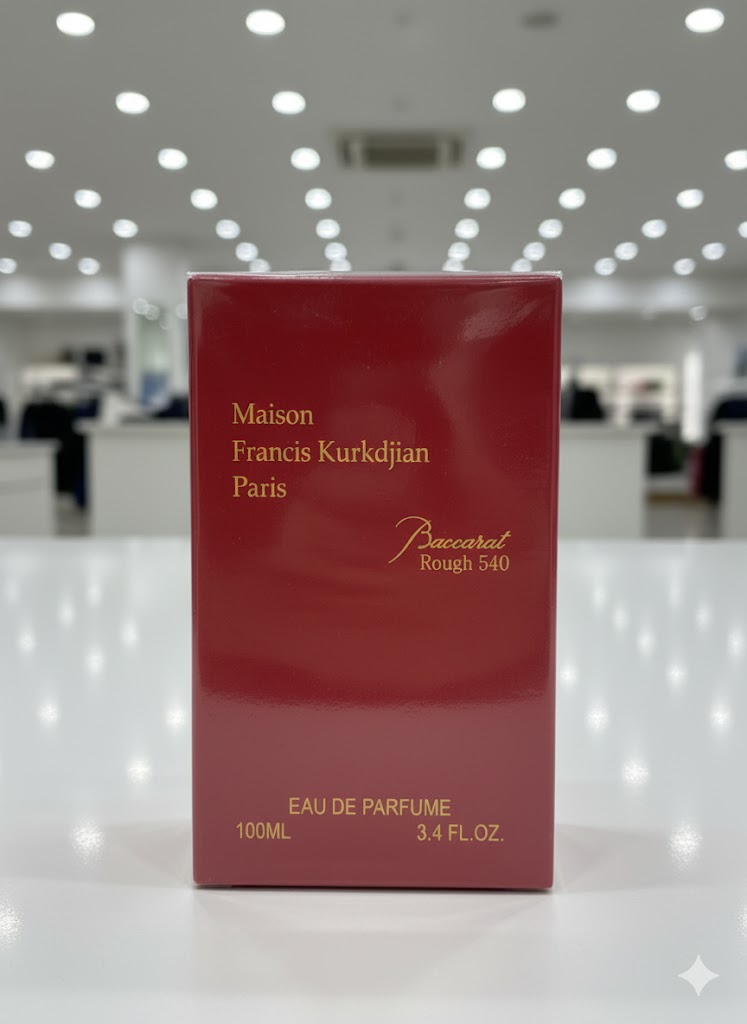 Maison
Francis Kurkdjian
Paris
Baccarat
Rough 540
EAU DE PARFUME
100ML 3.4 FL.OZ.